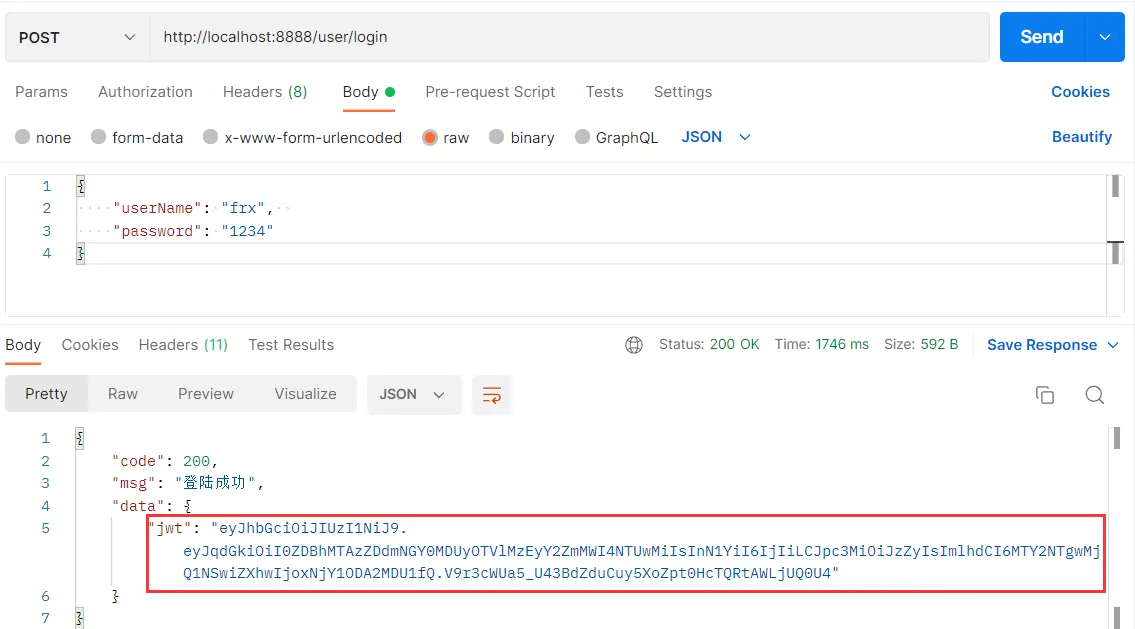 POST http://localhost:8888/user/login Send
Params Authorization Headers (8) Body Pre-request Script Tests Settings Cookies
none form-data x-www-form-urlencoded raw binary GraphQL JSON Beautify
1 {
2 "userName": "frx",
3 "password": "1234"
4 }
Body Cookies Headers (11) Test Results Status: 200 OK Time: 1746 ms Size: 592 B Save Response
Pretty Raw Preview Visualize JSON
1 {
2 "code": 200,
3 "msg": "登陆成功",
4 "data": {
5 "jwt": "eyJhbGciOiJIUzI1NiJ9.
eyJqdGkiOiI0ZDBhMTAzZDdmNGY0MDUyOTVlMzEyY2ZmMWI4NTUwMiIsInN1YiI6IjIiLCJpc3MiOiJzZyIsImlhdCI6MTY2NTgwMj
Q1NSwiZXhwIjoxNjY1ODA2MDU1fQ.V9r3cWUa5_U43BdZduCuy5XoZpt0HcTQRtAWLjUQ0U4"
6 }
7 }